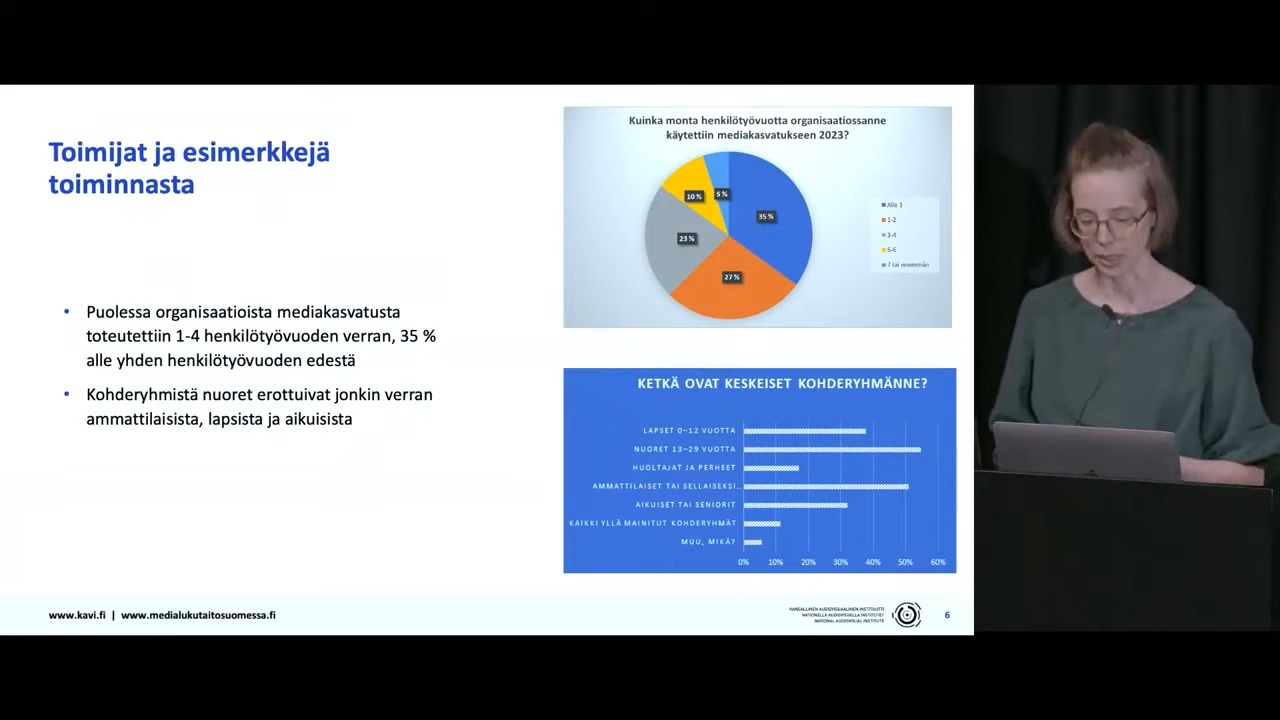 Toimijat ja esimerkkejä
toiminnasta
• Puolessa organisaatioista mediakasvatusta
toteutettiin 1-4 henkilötyövuoden verran, 35 %
alle yhden henkilötyövuoden edestä
• Kohderyhmistä nuoret erottuivat jonkin verran
ammattilaisista, lapsista ja aikuisista
Kuinka monta henkilötyövuotta organisaatiossanne
käytettiin mediakasvatukseen 2023?
5 %
10 %
35 %
23 %
27 %
Alle 1
1-2
3-4
5-6
7 tai enemmän
KETKÄ OVAT KESKEISET KOHDERYHMÄNNE?
LAPSET 0–12 VUOTTA
NUORET 13–29 VUOTTA
HUOLTAJAT JA PERHEET
AMMATTILAISET TAI SELLAISEKSI…
AIKUISET TAI SENIORIT
KAIKKI YLLÄ MAINITUT KOHDERYHMÄT
MUU, MIKÄ?
0% 10% 20% 30% 40% 50% 60%
www.kavi.fi | www.medialukutaitosuomessa.fi
KANSALLINEN AUDIOVISUAALINEN INSTITUUTTI
NATIONELLA AUDIOVISUELLA INSTITUTET
NATIONAL AUDIOVISUAL INSTITUTE
6